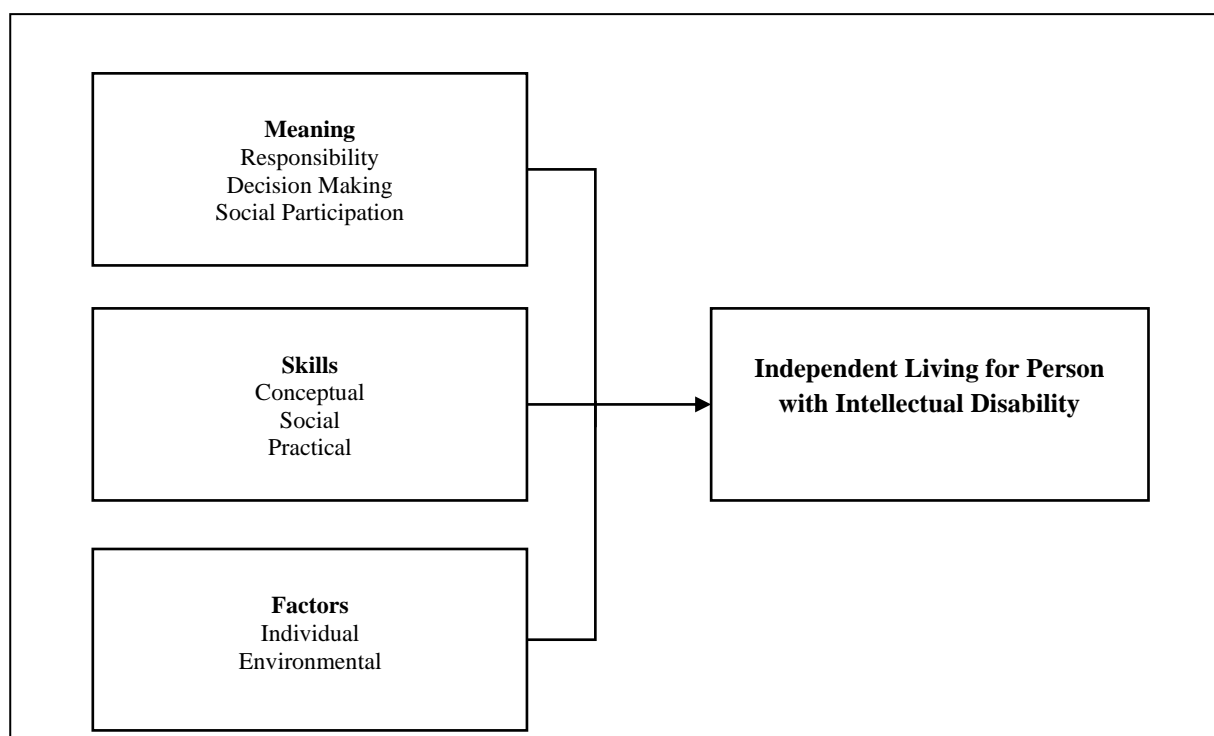 Meaning
Responsibility
Decision Making
Social Participation
Skills
Conceptual
Social
Practical
Factors
Individual
Environmental
Independent Living for Person
with Intellectual Disability